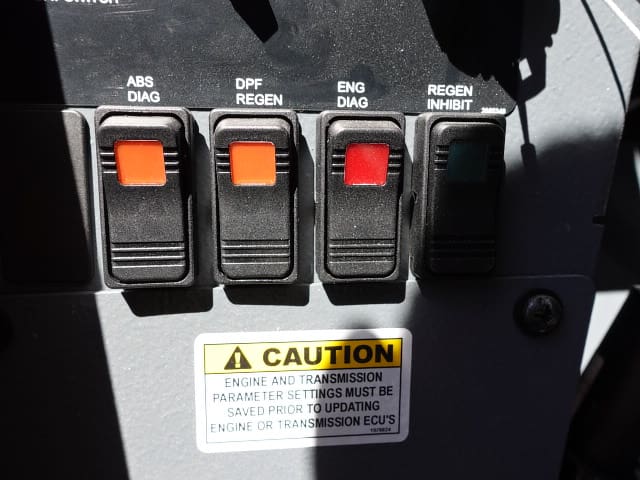 SWITCH
ABS
DIAG
DPF
REGEN
ENG
DIAG
REGEN
INHIBIT
CAUTION
ENGINE AND TRANSMISSION
PARAMETER SETTINGS MUST BE
SAVED PRIOR TO UPDATING
ENGINE OR TRANSMISSION ECU'S